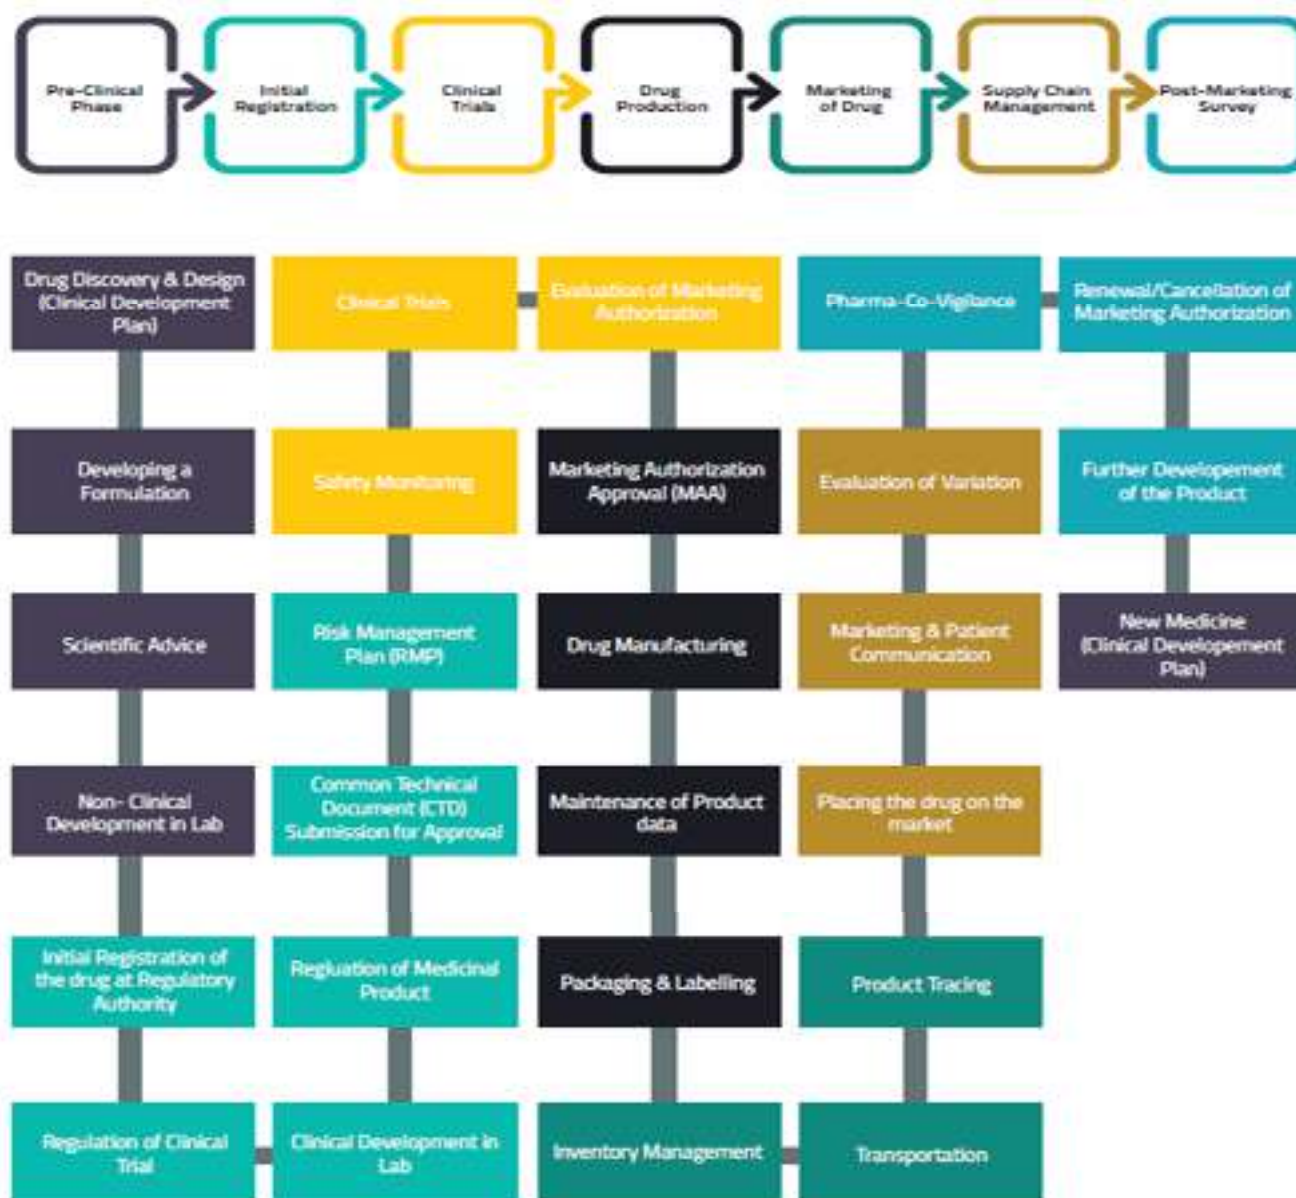 Pre-Clinical
Phase
Initial
Registration
Clinical
Trials
Drug
Production
Marketing
of Drug
Supply Chain
Management
Post-Marketing
Survey
Drug Discovery & Design
(Clinical Development
Plan)
Clinical Trials
Evaluation of Marketing
Authorization
Pharma-Co-Vigilance
Renewal/Cancellation of
Marketing Authorization
Developing a
Formulation
Safety Monitoring
Marketing Authorization
Approval (MAA)
Evaluation of Variation
Further Developement
of the Product
Scientific Advice
Risk Management
Plan (RMP)
Drug Manufacturing
Marketing & Patient
Communication
New Medicine
(Clinical Developement
Plan)
Non- Clinical
Development in Lab
Common Technical
Document (CTD)
Submission for Approval
Maintenance of Product
data
Placing the drug on the
market
Initial Registration of
the drug at Regulatory
Authority
Regluation of Medicinal
Product
Packaging & Labelling
Product Tracing
Regulation of Clinical
Trial
Clinical Development in
Lab
Inventory Management
Transportation